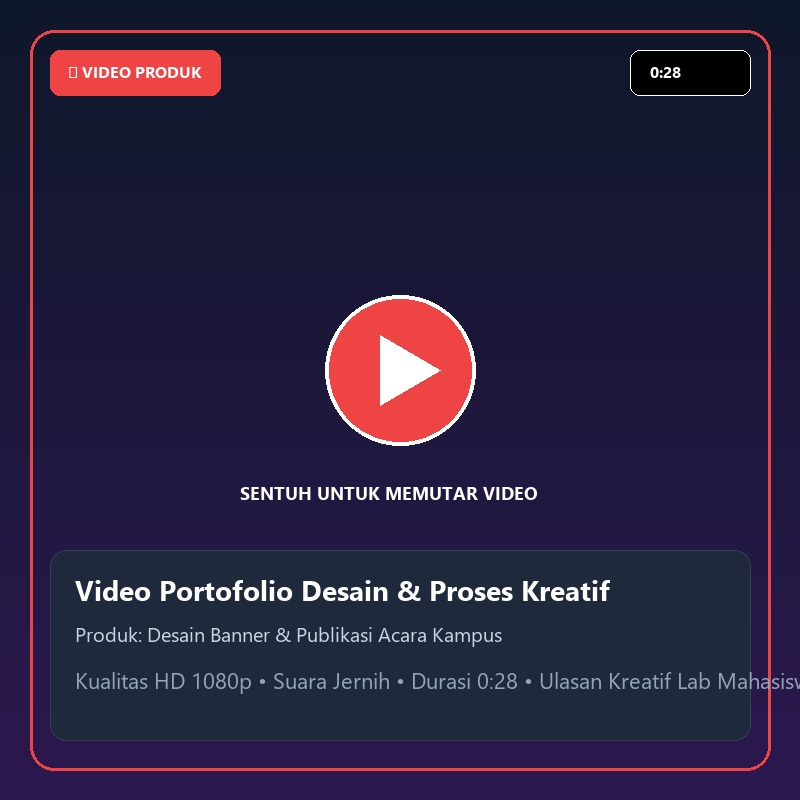 VIDEO PRODUK
0:28
SENTUH UNTUK MEMUTAR VIDEO
Video Portofolio Desain & Proses Kreatif
Produk: Desain Banner & Publikasi Acara Kampus
Kualitas HD 1080p • Suara Jernih • Durasi 0:28 • Ulasan Kreatif Lab